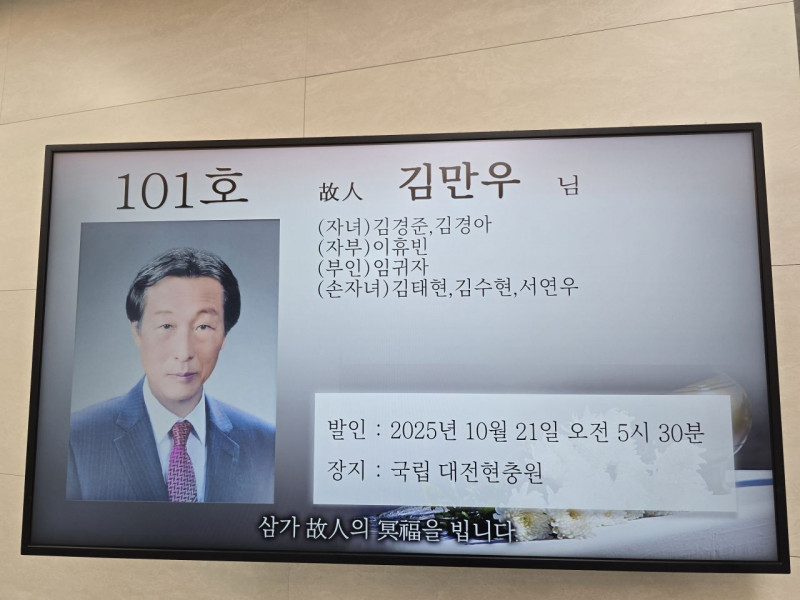 101호
故人 김만우 님
(자녀)김경준,김경아
(자부)이휴빈
(부인)임귀자
(손자녀)김태현,김수현,서연우
발인 : 2025년 10월 21일 오전 5시 30분
장지 : 국립 대전현충원
삼가 故人의 冥福을 빕니다